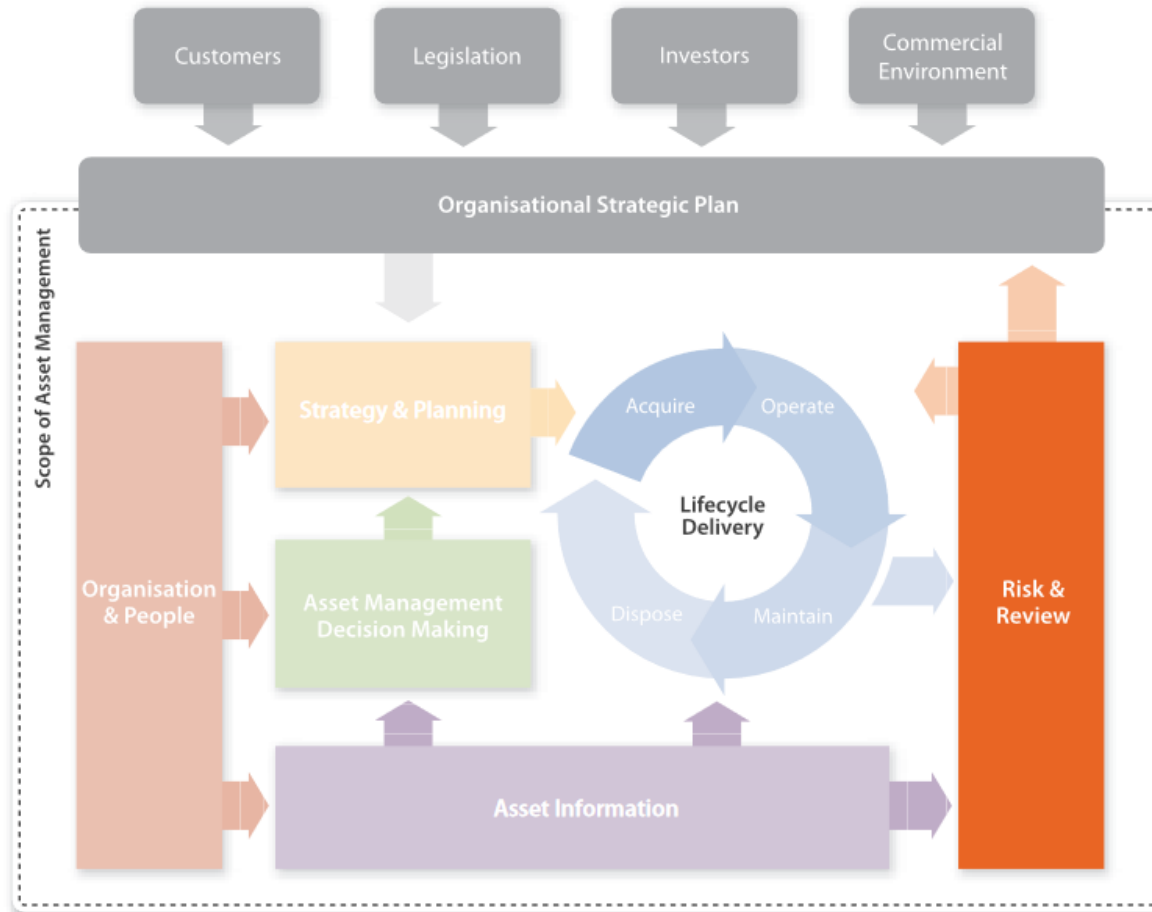 Customers
Legislation
Investors
Commercial
Environment
Organisational Strategic Plan
Scope of Asset Management
Organisation
& People
Strategy & Planning
Asset Management
Decision Making
Acquire
Operate
Lifecycle
Delivery
Dispose
Maintain
Risk &
Review
Asset Information